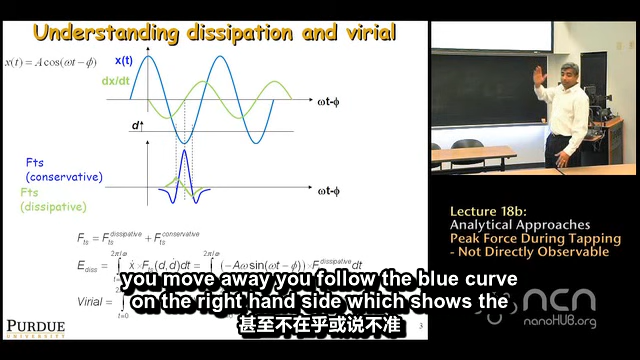 Understanding dissipation and virial
x(t) = A cos(ωt − ϕ)
x(t)
dx/dt
ωt-ϕ
d↑
Fts
(conservative)
Fts
(dissipative)
ωt-ϕ
F_ts = F_ts^dissipative + F_ts^conservative
you move away you follow the blue curve
on the right hand side which shows the
甚至不在乎或说不准
Virial =
PURDUE
UNIVERSITY
3
Lecture 18b:
Analytical Approaches
Peak Force During Tapping
- Not Directly Observable
ncn
nanoHUB.org